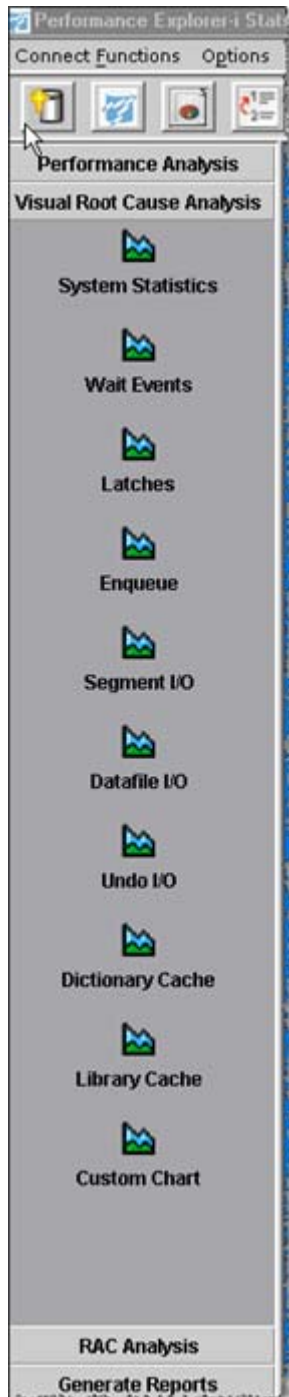 Performance Explorer-i Stats
Connect Functions Options
Performance Analysis
Visual Root Cause Analysis
System Statistics
Wait Events
Latches
Enqueue
Segment I/O
Datafile I/O
Undo I/O
Dictionary Cache
Library Cache
Custom Chart
RAC Analysis
Generate Reports